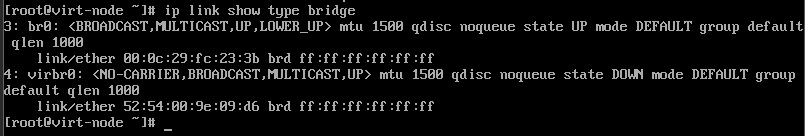 [root@virt-node ~]# ip link show type bridge
3: br0: <BROADCAST,MULTICAST,UP,LOWER_UP> mtu 1500 qdisc noqueue state UP mode DEFAULT group default
 qlen 1000
    link/ether 00:0c:29:fc:23:3b brd ff:ff:ff:ff:ff:ff
4: virbr0: <NO-CARRIER,BROADCAST,MULTICAST,UP> mtu 1500 qdisc noqueue state DOWN mode DEFAULT group
default qlen 1000
    link/ether 52:54:00:9e:09:d6 brd ff:ff:ff:ff:ff:ff
[root@virt-node ~]# _